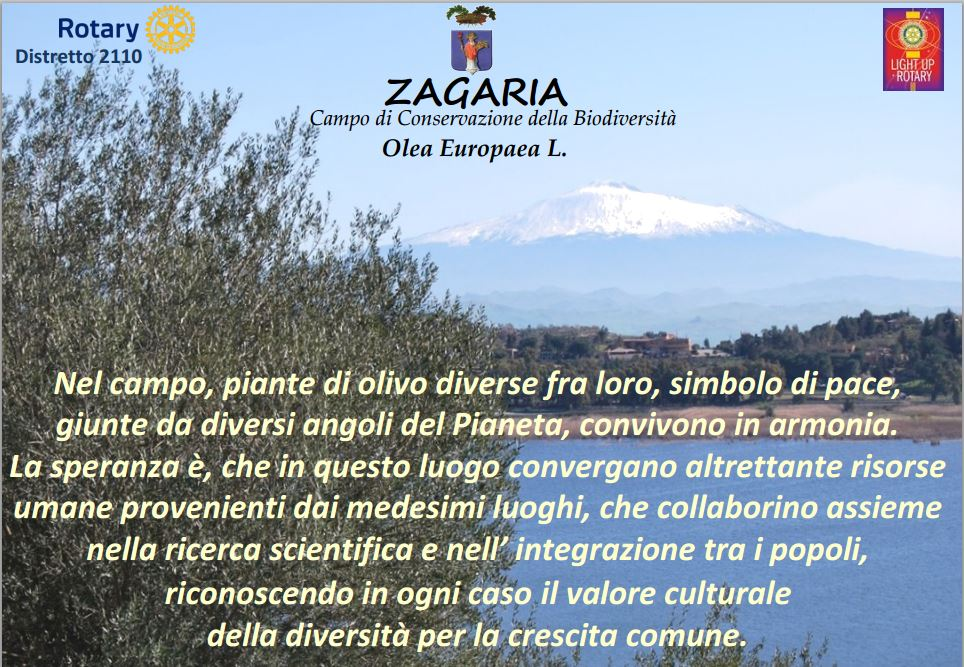 Rotary
Distretto 2110
ZAGARIA
Campo di Conservazione della Biodiversità
Olea Europaea L.
LIGHT UP
ROTARY
Nel campo, piante di olivo diverse fra loro, simbolo di pace,
giunte da diversi angoli del Pianeta, convivono in armonia.
La speranza è, che in questo luogo convergano altrettante risorse
umane provenienti dai medesimi luoghi, che collaborino assieme
nella ricerca scientifica e nell’ integrazione tra i popoli,
riconoscendo in ogni caso il valore culturale
della diversità per la crescita comune.